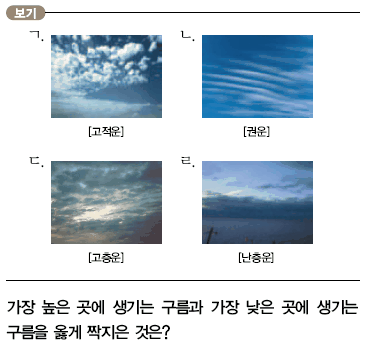 보기
ㄱ.
ㄴ.
[고적운]
[권운]
ㄷ.
ㄹ.
[고층운]
[난층운]
가장 높은 곳에 생기는 구름과 가장 낮은 곳에 생기는
구름을 옳게 짝지은 것은?